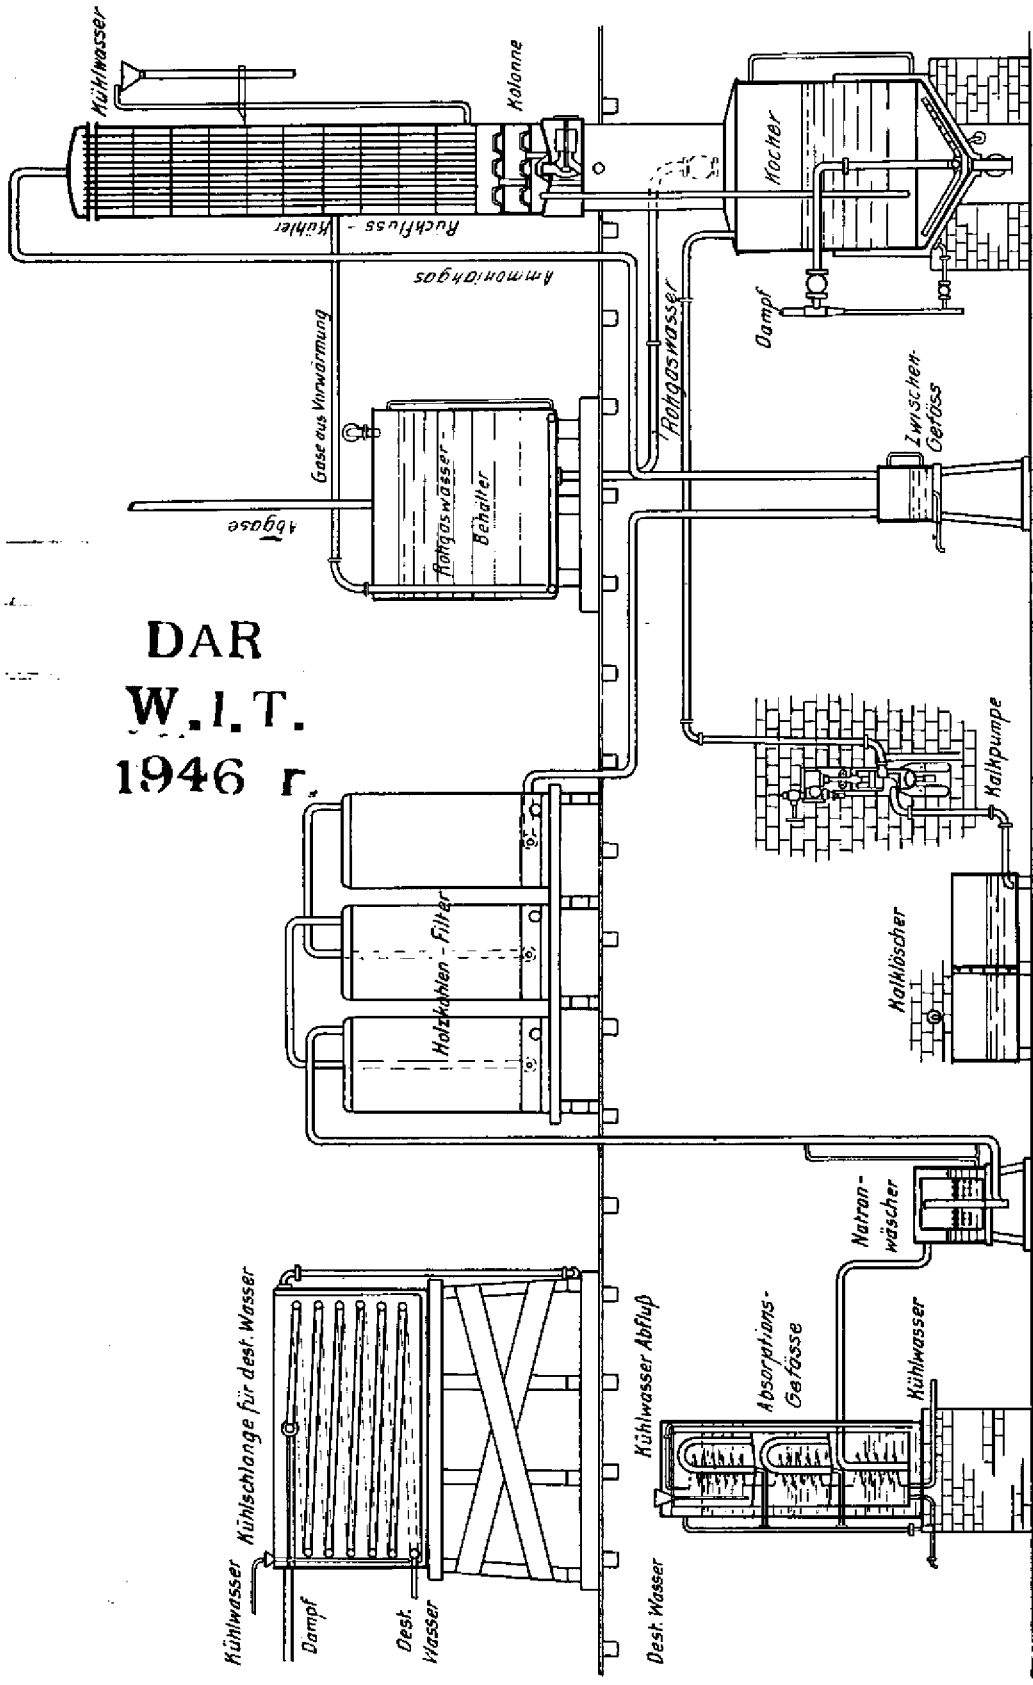 Kühlwasser
Kolonne
Rückfluss - Kühler
Ammoniakgas
Gase aus Vorwärmung
Abgase
Rohgaswasser -
Behälter
Rohgaswasser
Kocher
Dampf
Zwischen-
Gefäss
DAR
W.I.T.
1946 r.
Holzkohlen - Filter
Kalkpumpe
Kalklöscher
Natron-
wäscher
Kühlschlange für dest. Wasser
Kühlwasser
Dampf
Dest.
Wasser
Kühlwasser Abfluß
Absorptions-
Gefässe
Kühlwasser
Dest. Wasser